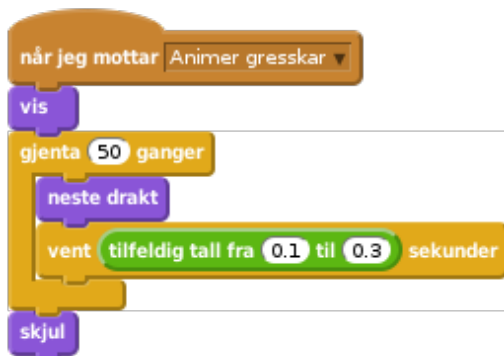 når jeg mottar Animer gresskar
vis
gjenta 50 ganger
neste drakt
vent tilfeldig tall fra 0.1 til 0.3 sekunder
skjul